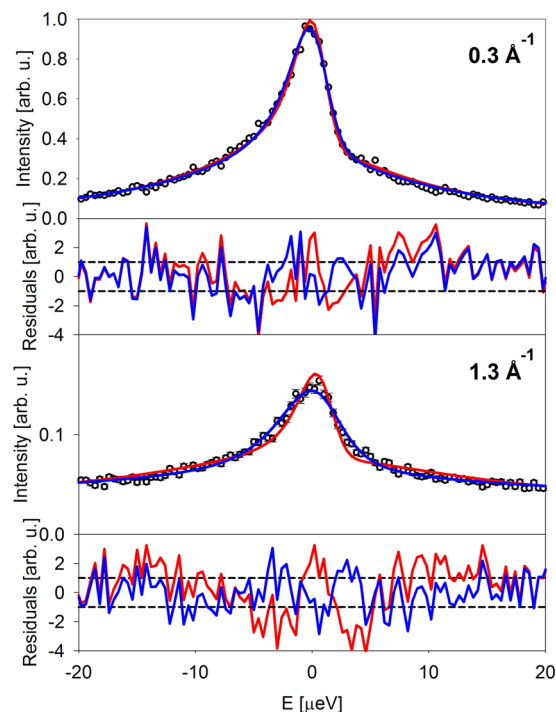 1.0
0.8
0.6
0.4
0.2
Intensity [arb. u.]
0.3 Å⁻¹
0.0
2
0
-2
-4
Residuals [arb. u.]
0.1
Intensity [arb. u.]
1.3 Å⁻¹
0.0
2
0
-2
-4
Residuals [arb. u.]
-20 -10 0 10 20
E [µeV]